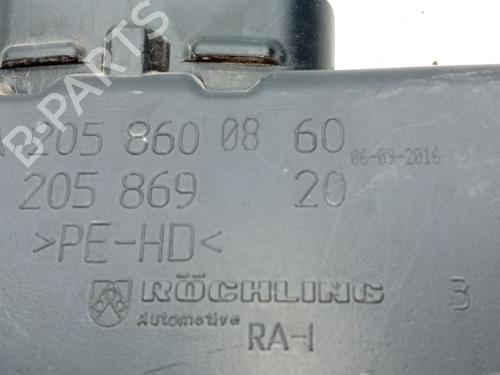 A 205 860 08 60 06-09-2016
205 869 20
>PE-HD<
RÖCHLING 3
Automotive RA-I
B-PARTS